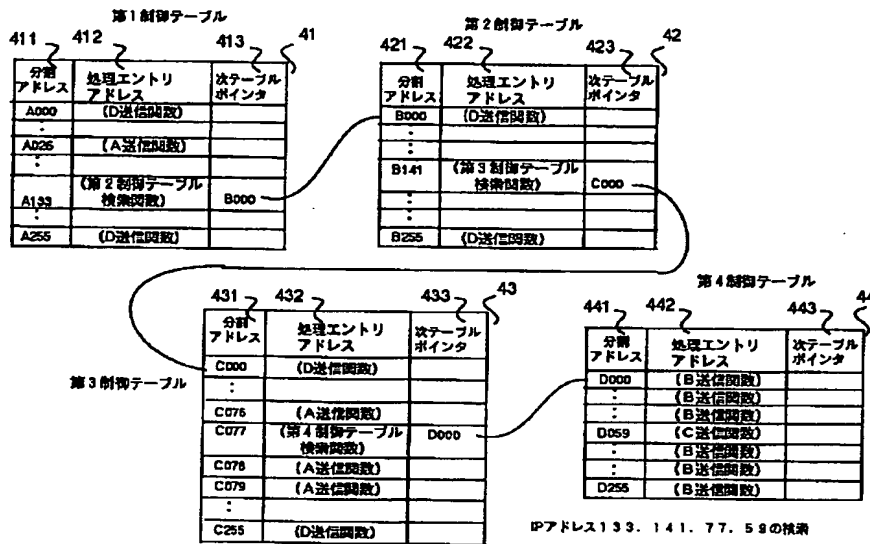 第1制御テーブル
411 412 413 41
分割アドレス 処理エントリアドレス 次テーブルポインタ
A000 (D送信関数)
:
A026 (A送信関数)
:
A133 (第2制御テーブル検索関数) B000
:
A255 (D送信関数)
第2制御テーブル
421 422 423 42
分割アドレス 処理エントリアドレス 次テーブルポインタ
B000 (D送信関数)
:
:
B141 (第3制御テーブル検索関数) C000
:
:
B255 (D送信関数)
第3制御テーブル
431 432 433 43
分割アドレス 処理エントリアドレス 次テーブルポインタ
C000 (D送信関数)
:
C076 (A送信関数)
C077 (第4制御テーブル検索関数) D000
C078 (A送信関数)
C079 (A送信関数)
:
C255 (D送信関数)
第4制御テーブル
441 442 443 44
分割アドレス 処理エントリアドレス 次テーブルポインタ
D000 (B送信関数)
: (B送信関数)
: (B送信関数)
D059 (C送信関数)
: (B送信関数)
: (B送信関数)
D255 (B送信関数)
IPアドレス133.141.77.59の検索